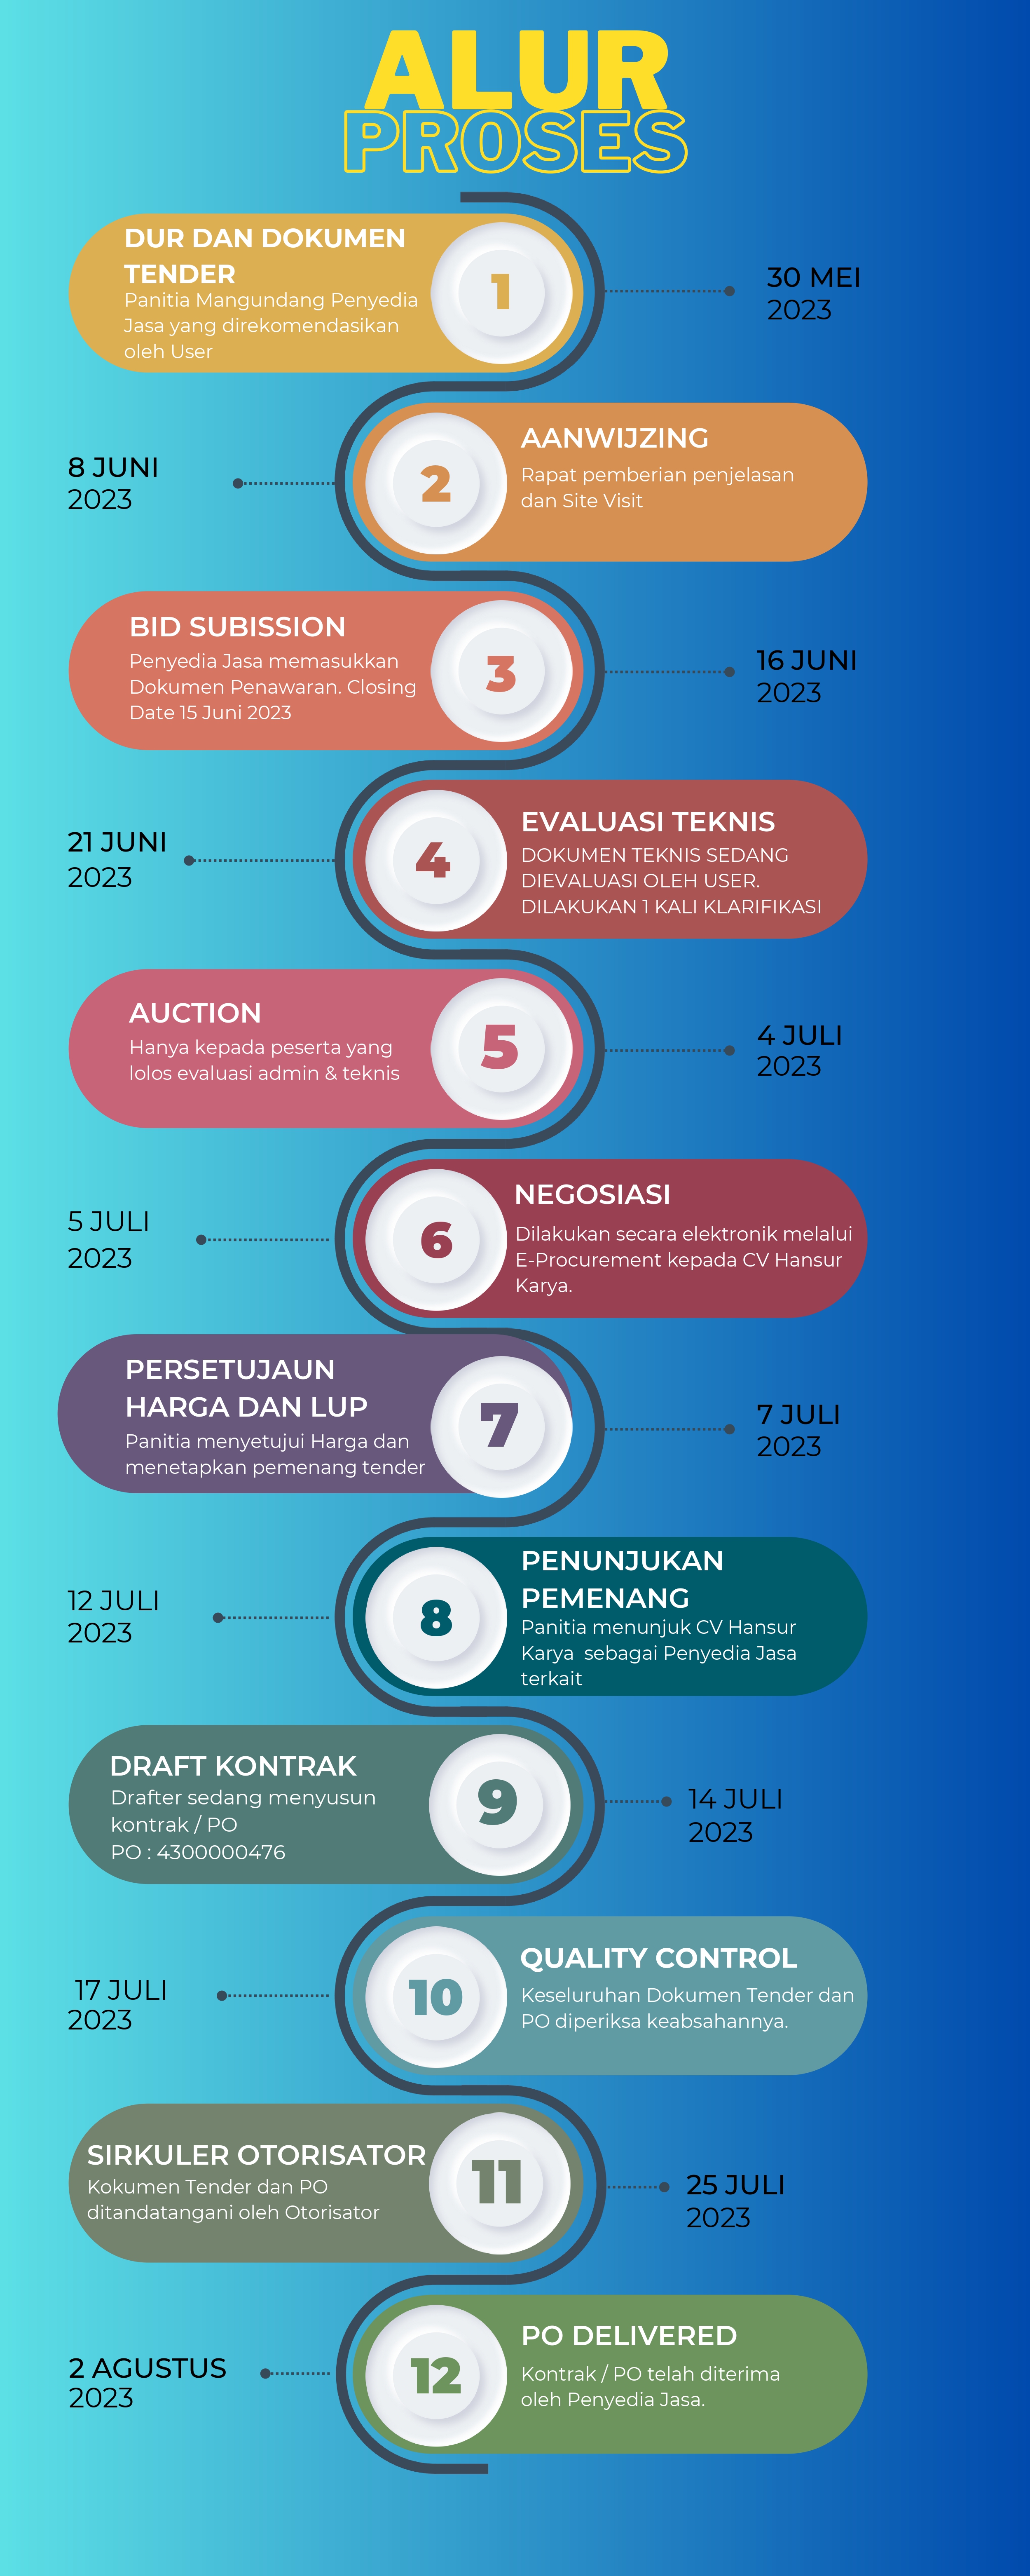 ALUR
PROSES
DUR DAN DOKUMEN
TENDER
Panitia Mangundang Penyedia
Jasa yang direkomendasikan
oleh User
1
30 MEI
2023
8 JUNI
2023
2
AANWIJZING
Rapat pemberian penjelasan
dan Site Visit
BID SUBISSION
Penyedia Jasa memasukkan
Dokumen Penawaran. Closing
Date 15 Juni 2023
3
16 JUNI
2023
21 JUNI
2023
4
EVALUASI TEKNIS
DOKUMEN TEKNIS SEDANG
DIEVALUASI OLEH USER.
DILAKUKAN 1 KALI KLARIFIKASI
AUCTION
Hanya kepada peserta yang
lolos evaluasi admin & teknis
5
4 JULI
2023
5 JULI
2023
6
NEGOSIASI
Dilakukan secara elektronik melalui
E-Procurement kepada CV Hansur
Karya.
PERSETUJAUN
HARGA DAN LUP
Panitia menyetujui Harga dan
menetapkan pemenang tender
7
7 JULI
2023
12 JULI
2023
8
PENUNJUKAN
PEMENANG
Panitia menunjuk CV Hansur
Karya  sebagai Penyedia Jasa
terkait
DRAFT KONTRAK
Drafter sedang menyusun
kontrak / PO
PO : 4300000476
9
14 JULI
2023
17 JULI
2023
10
QUALITY CONTROL
Keseluruhan Dokumen Tender dan
PO diperiksa keabsahannya.
SIRKULER OTORISATOR
Kokumen Tender dan PO
ditandatangani oleh Otorisator
11
25 JULI
2023
2 AGUSTUS
2023
12
PO DELIVERED
Kontrak / PO telah diterima
oleh Penyedia Jasa.